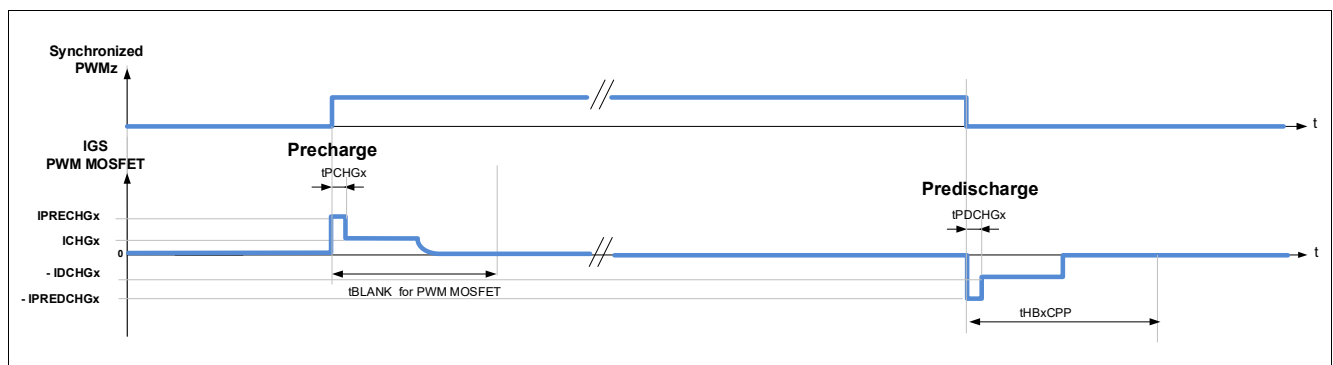 Synchronized
PWMz
t
IGS
PWM MOSFET
Precharge
tPCHGx
Predischarge
tPDCHGx
IPRECHGx
ICHGx
0
t
- IDCHGx
tBLANK for PWM MOSFET
- IPREDCHGx
tHBxCPP